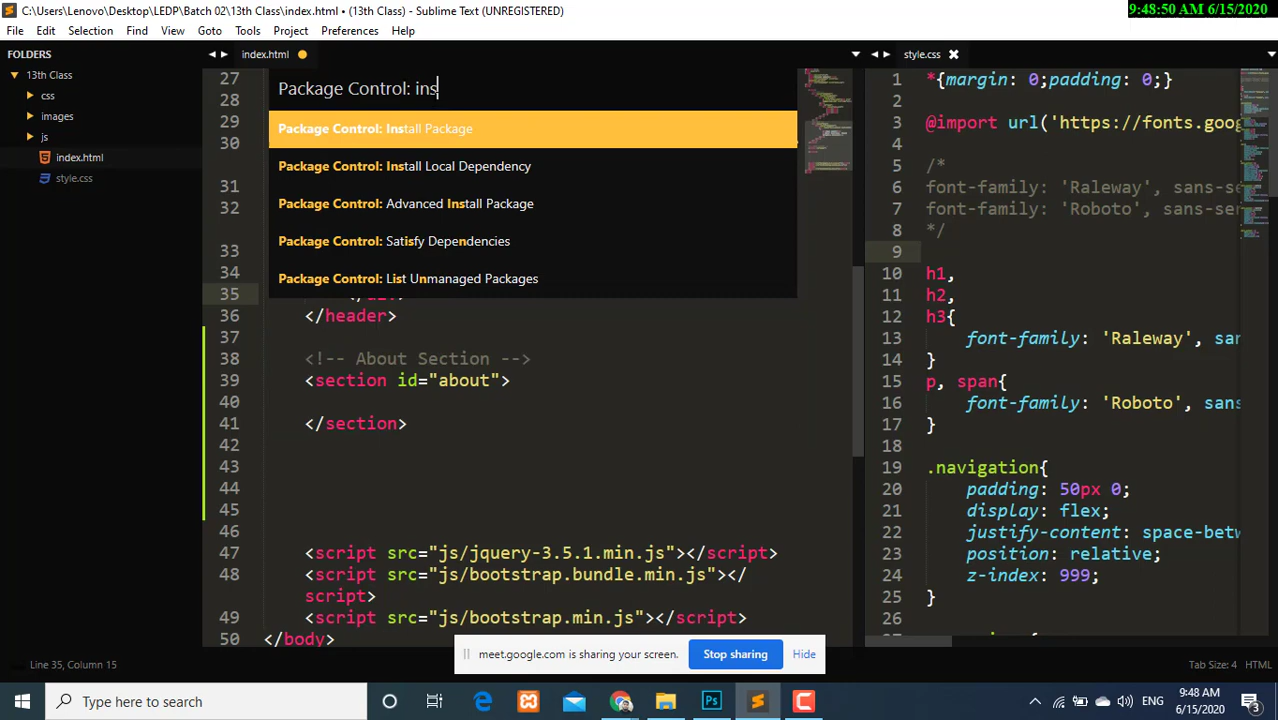 C:\Users\Lenovo\Desktop\LEDP\Batch 02\13th Class\index.html • (13th Class) - Sublime Text (UNREGISTERED)
9:48:50 AM 6/15/2020
File Edit Selection Find View Goto Tools Project Preferences Help
FOLDERS
13th Class
css
images
js
index.html
style.css
index.html
Package Control: ins
Package Control: Install Package
Package Control: Install Local Dependency
Package Control: Advanced Install Package
Package Control: Satisfy Dependencies
Package Control: List Unmanaged Packages
27
28
29
30
31
32
33
34
35
36 </header>
37
38 <!-- About Section -->
39 <section id="about">
40
41 </section>
42
43
44
45
46
47 <script src="js/jquery-3.5.1.min.js"></script>
48 <script src="js/bootstrap.bundle.min.js"></
script>
49 <script src="js/bootstrap.min.js"></script>
50 </body>
style.css
1 *{margin: 0;padding: 0;}
2
3 @import url('https://fonts.goog
4
5 /*
6 font-family: 'Raleway', sans-se
7 font-family: 'Roboto', sans-ser
8 */
9
10 h1,
11 h2,
12 h3{
13 font-family: 'Raleway', s
14 }
15 p, span{
16 font-family: 'Roboto', sans
17 }
18
19 .navigation{
20 padding: 50px 0;
21 display: flex;
22 justify-content: space-betw
23 position: relative;
24 z-index: 999;
25 }
26
meet.google.com is sharing your screen.
Stop sharing
Hide
Line 35, Column 15
Tab Size: 4
HTML
Type here to search
ENG
9:48 AM
6/15/2020
3